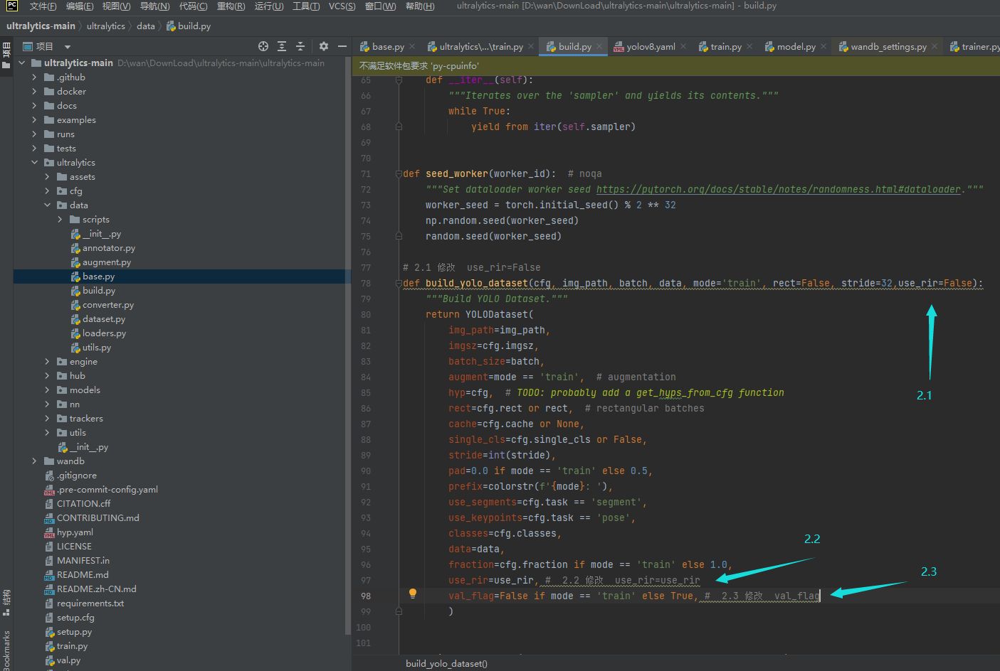 PC 文件(F) 编辑(E) 视图(V) 导航(N) 代码(C) 重构(R) 运行(U) 工具(T) VCS(S) 窗口(W) 帮助(H) ultralytics-main [D:\wan\DownLoad\ultralytics-main\ultralytics-main] - build.py
ultralytics-main ultralytics data build.py
项目
项目
base.py ultralytics\...\train.py build.py yolov8.yaml train.py model.py wandb_settings.py trainer.py
不满足软件包要求 'py-cpuinfo'
ultralytics-main D:\wan\DownLoad\ultralytics-main\ultralytics-main
.github
docker
docs
examples
runs
tests
ultralytics
assets
cfg
data
scripts
__init__.py
annotator.py
augment.py
base.py
build.py
converter.py
dataset.py
loaders.py
utils.py
engine
hub
models
nn
trackers
utils
__init__.py
wandb
.gitignore
.pre-commit-config.yaml
CITATION.cff
CONTRIBUTING.md
hyp.yaml
LICENSE
MANIFEST.in
README.md
README.zh-CN.md
requirements.txt
setup.cfg
setup.py
train.py
val.py
结构
Bookmarks
65 def __iter__(self):
66 """Iterates over the 'sampler' and yields its contents."""
67 while True:
68 yield from iter(self.sampler)
69
70
71 def seed_worker(worker_id):  # noqa
72 """Set dataloader worker seed https://pytorch.org/docs/stable/notes/randomness.html#dataloader."""
73 worker_seed = torch.initial_seed() % 2 ** 32
74 np.random.seed(worker_seed)
75 random.seed(worker_seed)
76
77 # 2.1 修改  use_rir=False
78 def build_yolo_dataset(cfg, img_path, batch, data, mode='train', rect=False, stride=32,use_rir=False):
79 """Build YOLO Dataset."""
80 return YOLODataset(
81 img_path=img_path,
82 imgsz=cfg.imgsz,
83 batch_size=batch,
84 augment=mode == 'train',  # augmentation
85 hyp=cfg,  # TODO: probably add a get_hyps_from_cfg function
86 rect=cfg.rect or rect,  # rectangular batches
87 cache=cfg.cache or None,
88 single_cls=cfg.single_cls or False,
89 stride=int(stride),
90 pad=0.0 if mode == 'train' else 0.5,
91 prefix=colorstr(f'{mode}: '),
92 use_segments=cfg.task == 'segment',
93 use_keypoints=cfg.task == 'pose',
94 classes=cfg.classes,
95 data=data,
96 fraction=cfg.fraction if mode == 'train' else 1.0,
97 use_rir=use_rir, #  2.2 修改  use_rir=use_rir
98 val_flag=False if mode == 'train' else True, #  2.3 修改  val_flag
99 )
100
101
2.1
2.2
2.3
build_yolo_dataset()